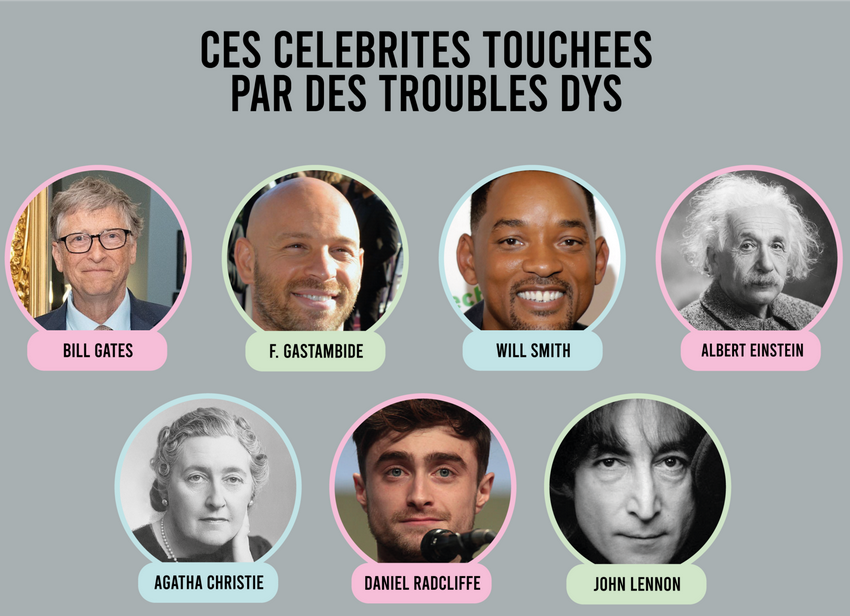 CES CELEBRITES TOUCHEES
PAR DES TROUBLES DYS
BILL GATES
F. GASTAMBIDE
WILL SMITH
ALBERT EINSTEIN
AGATHA CHRISTIE
DANIEL RADCLIFFE
JOHN LENNON